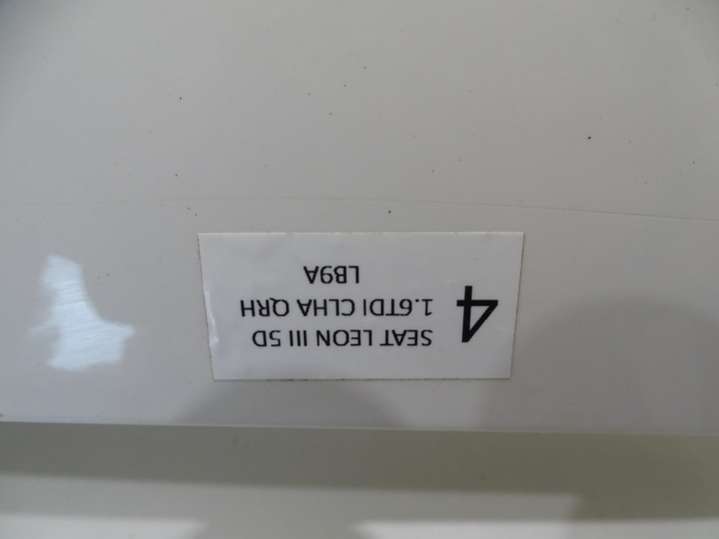 4
SEAT LEON III 5D
1.6TDI CLHA QRH
LB9A